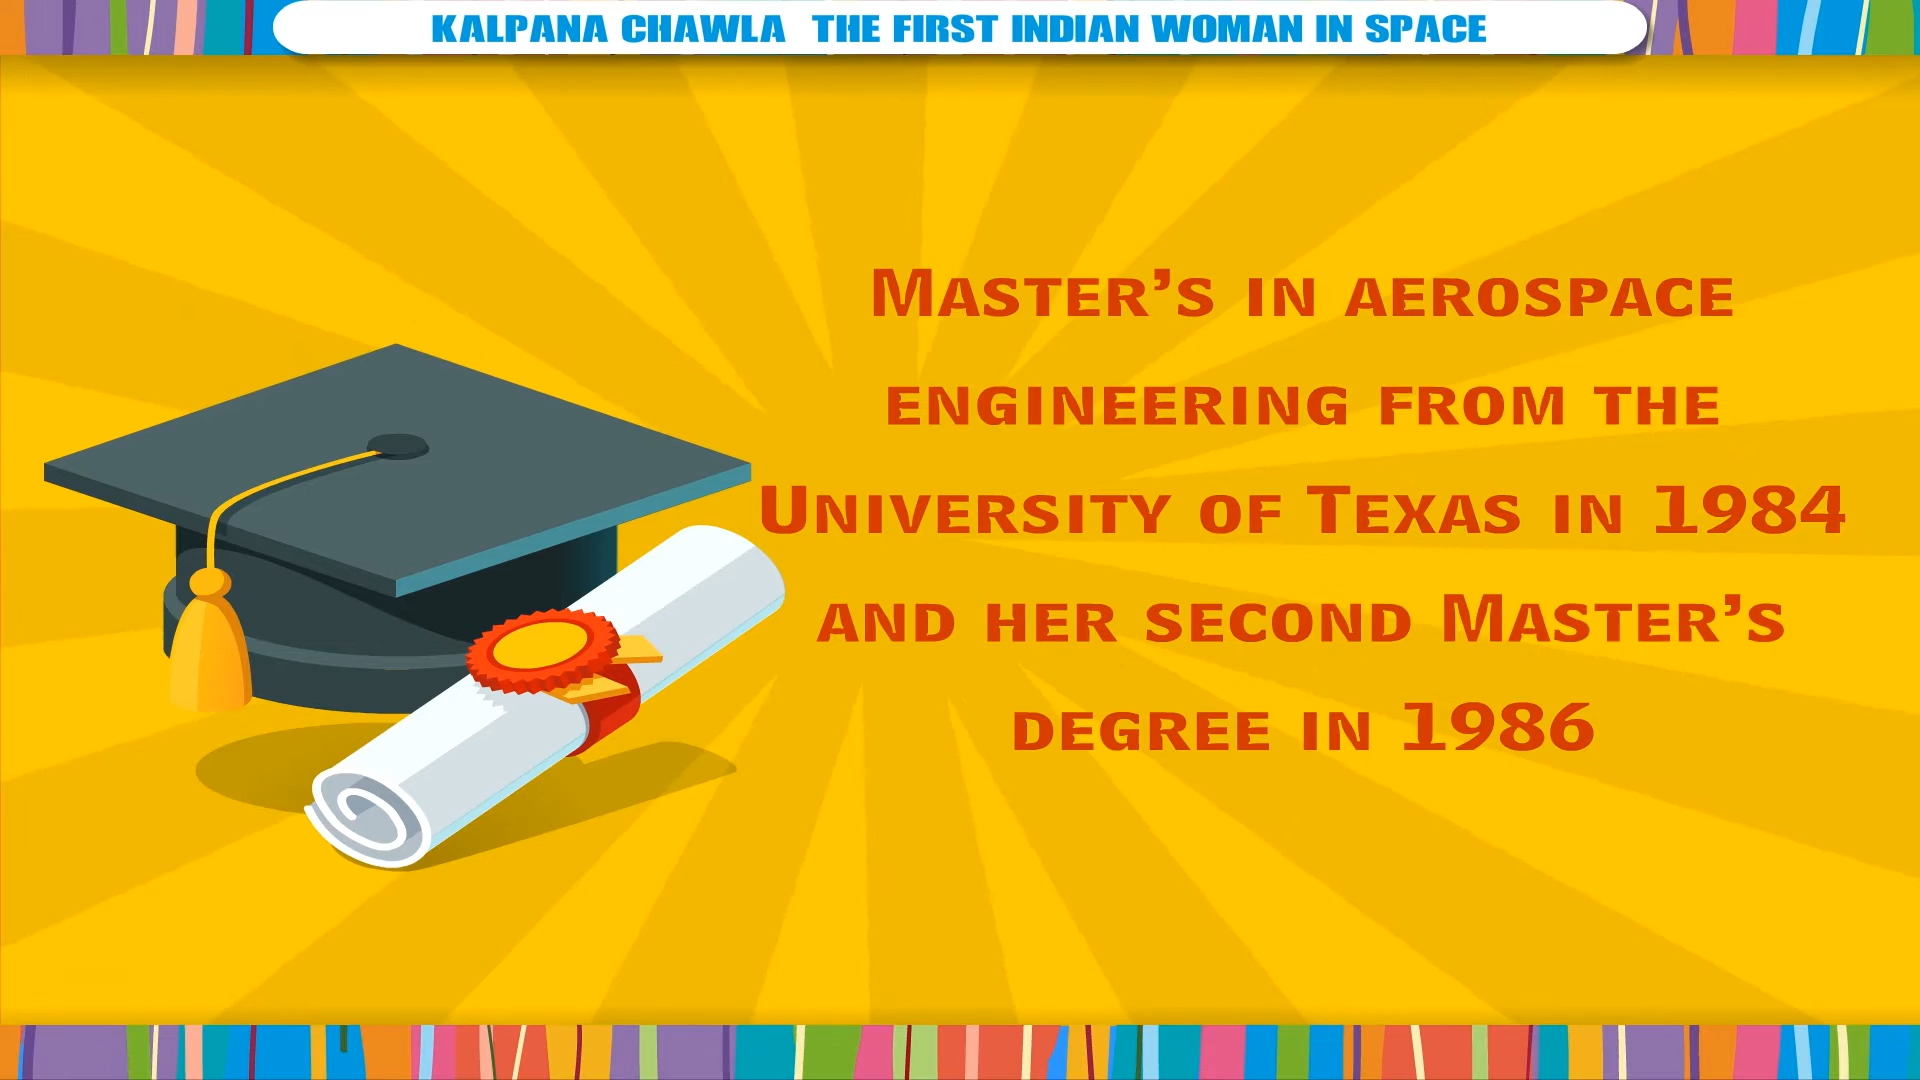 KALPANA CHAWLA THE FIRST INDIAN WOMAN IN SPACE
Master’s in aerospace
engineering from the
University of Texas in 1984
and her second Master’s
degree in 1986